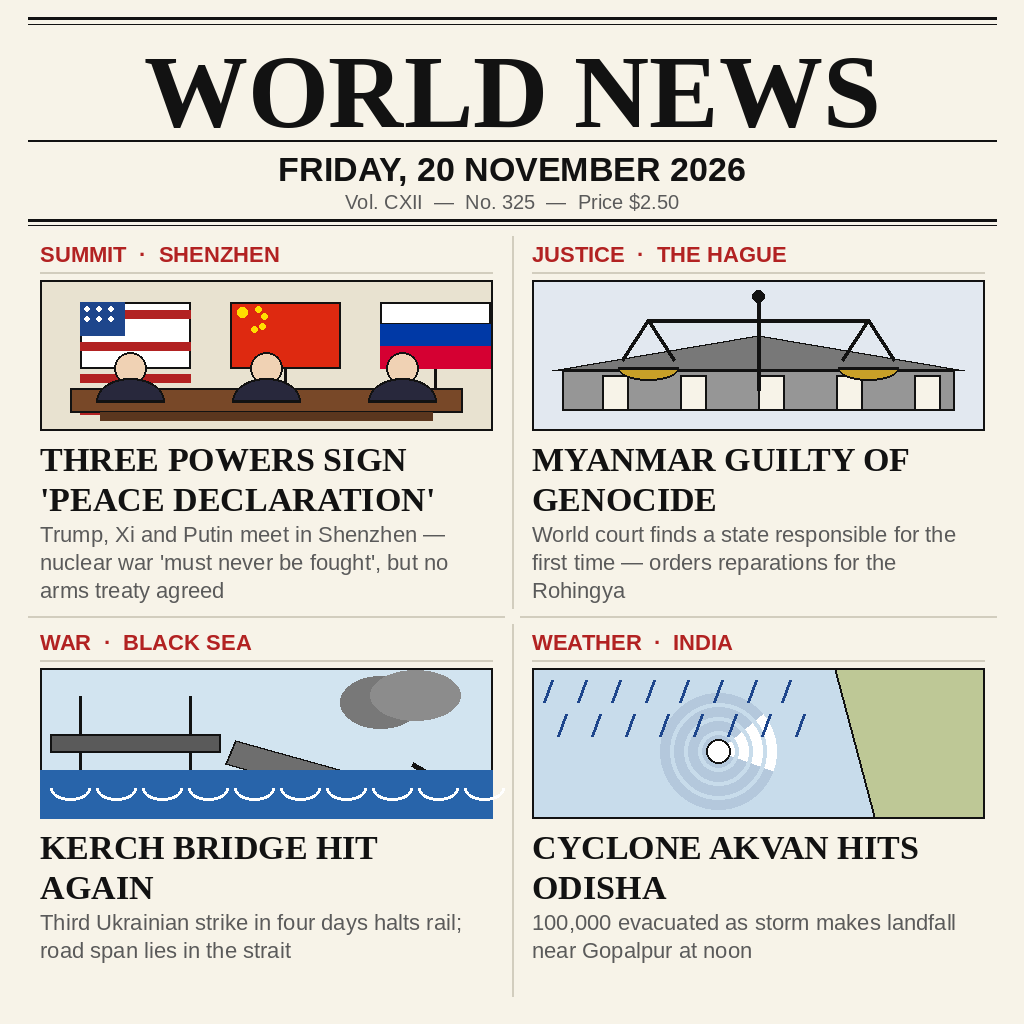 WORLD NEWS
FRIDAY, 20 NOVEMBER 2026
Vol. CXII — No. 325 — Price $2.50
SUMMIT · SHENZHEN
THREE POWERS SIGN
'PEACE DECLARATION'
Trump, Xi and Putin meet in Shenzhen —
nuclear war 'must never be fought', but no
arms treaty agreed
JUSTICE · THE HAGUE
MYANMAR GUILTY OF
GENOCIDE
World court finds a state responsible for the
first time — orders reparations for the
Rohingya
WAR · BLACK SEA
KERCH BRIDGE HIT
AGAIN
Third Ukrainian strike in four days halts rail;
road span lies in the strait
WEATHER · INDIA
CYCLONE AKVAN HITS
ODISHA
100,000 evacuated as storm makes landfall
near Gopalpur at noon